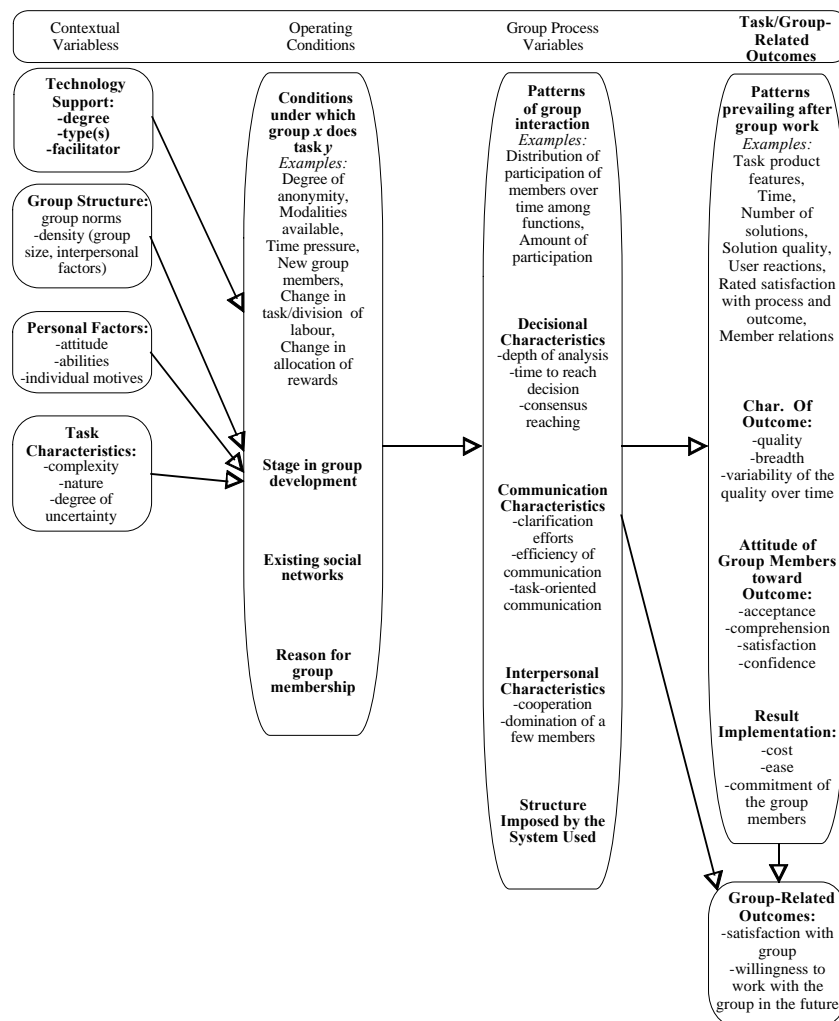 Contextual
Variabless
Operating
Conditions
Group Process
Variables
Task/Group-
Related
Outcomes
Technology
Support:
-degree
-type(s)
-facilitator
Group Structure:
group norms
-density (group
size, interpersonal
factors)
Personal Factors:
-attitude
-abilities
-individual motives
Task
Characteristics:
-complexity
-nature
-degree of
uncertainty
Conditions
under which
group x does
task y
Examples:
Degree of
anonymity,
Modalities
available,
Time pressure,
New group
members,
Change in
task/division of
labour,
Change in
allocation of
rewards
Stage in group
development
Existing social
networks
Reason for
group
membership
Patterns
of group
interaction
Examples:
Distribution of
participation of
members over
time among
functions,
Amount of
participation
Decisional
Characteristics
-depth of analysis
-time to reach
decision
-consensus
reaching
Communication
Characteristics
-clarification
efforts
-efficiency of
communication
-task-oriented
communication
Interpersonal
Characteristics
-cooperation
-domination of a
few members
Structure
Imposed by the
System Used
Patterns
prevailing after
group work
Examples:
Task product
features,
Time,
Number of
solutions,
Solution quality,
User reactions,
Rated satisfaction
with process and
outcome,
Member relations
Char. Of
Outcome:
-quality
-breadth
-variability of the
quality over time
Attitude of
Group Members
toward
Outcome:
-acceptance
-comprehension
-satisfaction
-confidence
Result
Implementation:
-cost
-ease
-commitment of
the group
members
Group-Related
Outcomes:
-satisfaction with
group
-willingness to
work with the
group in the future